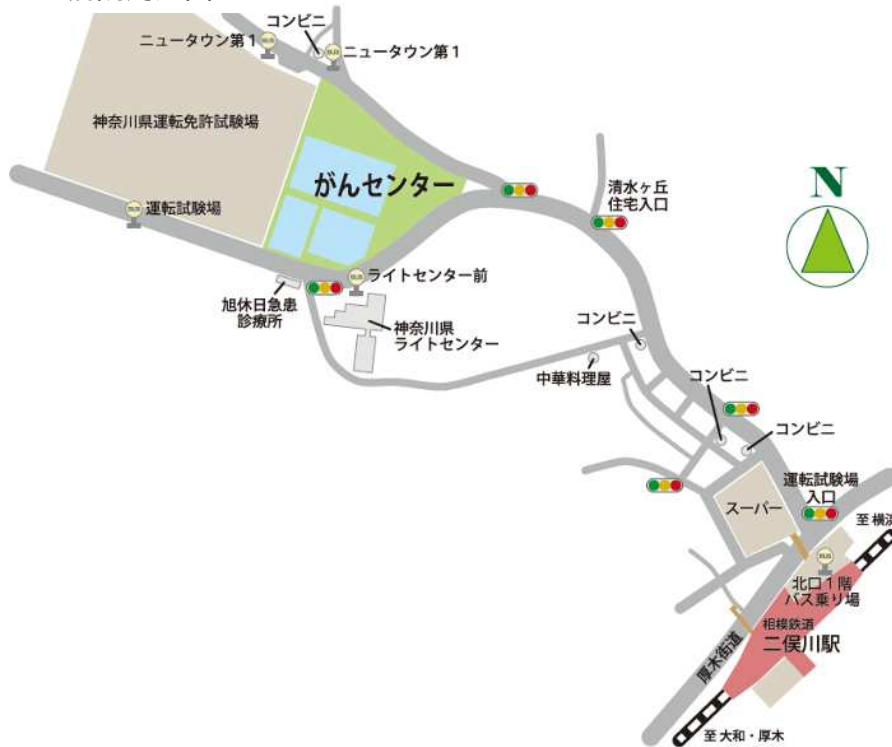 コンビニ
ニュータウン第1
ニュータウン第1
神奈川県運転免許試験場
がんセンター
清水ヶ丘
住宅入口
N
運転試験場
ライトセンター前
旭休日急患
診療所
神奈川県
ライトセンター
コンビニ
中華料理屋
コンビニ
コンビニ
運転試験場
入口
スーパー
至 横浜
北口1階
バス乗り場
相模鉄道
二俣川駅
厚木街道
至 大和・厚木